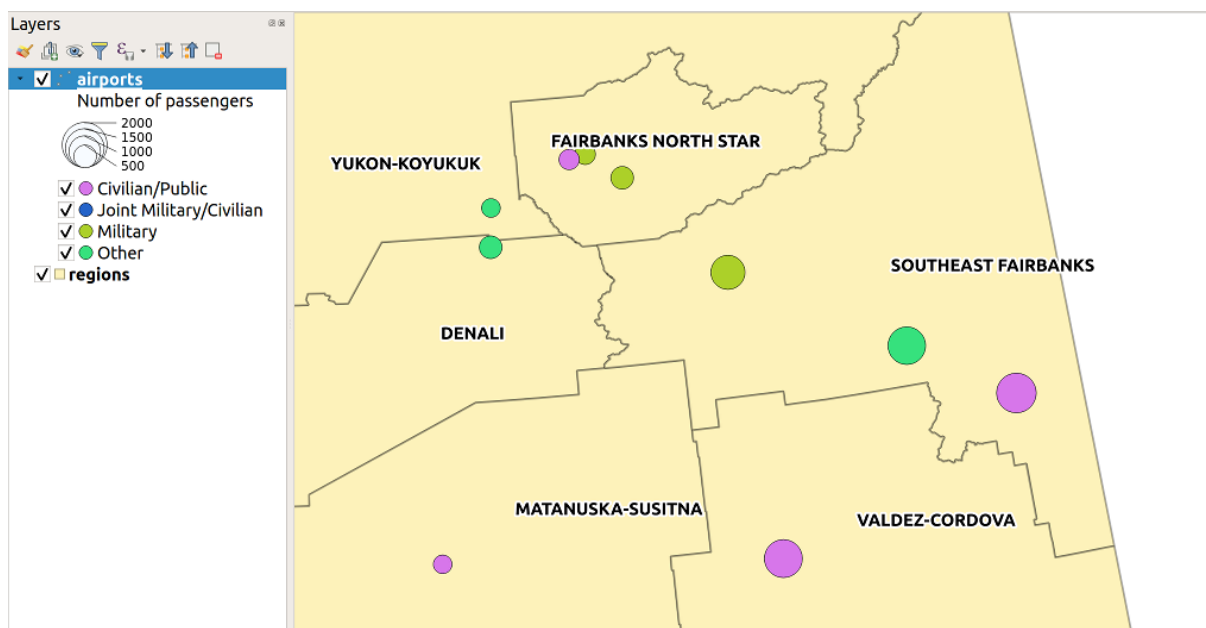 Layers
airports
Number of passengers
2000
1500
1000
500
Civilian/Public
Joint Military/Civilian
Military
Other
regions
FAIRBANKS NORTH STAR
YUKON-KOYUKUK
SOUTHEAST FAIRBANKS
DENALI
MATANUSKA-SUSITNA
VALDEZ-CORDOVA